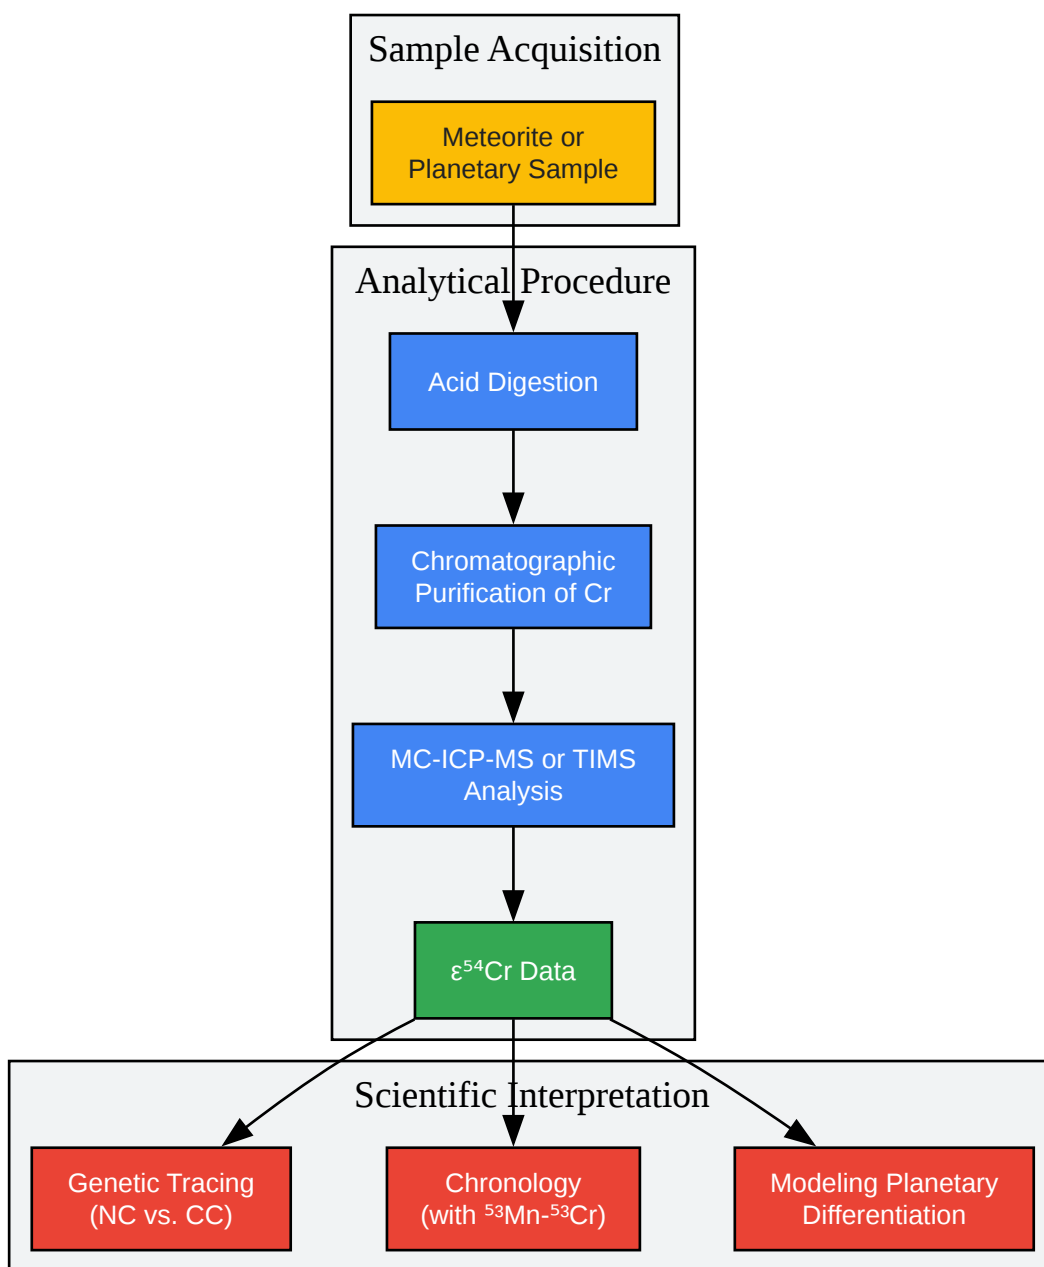 Sample Acquisition
Meteorite or
Planetary Sample
Analytical Procedure
Acid Digestion
Chromatographic
Purification of Cr
MC-ICP-MS or TIMS
Analysis
ε⁵⁴Cr Data
Scientific Interpretation
Genetic Tracing
(NC vs. CC)
Chronology
(with ⁵³Mn-⁵³Cr)
Modeling Planetary
Differentiation